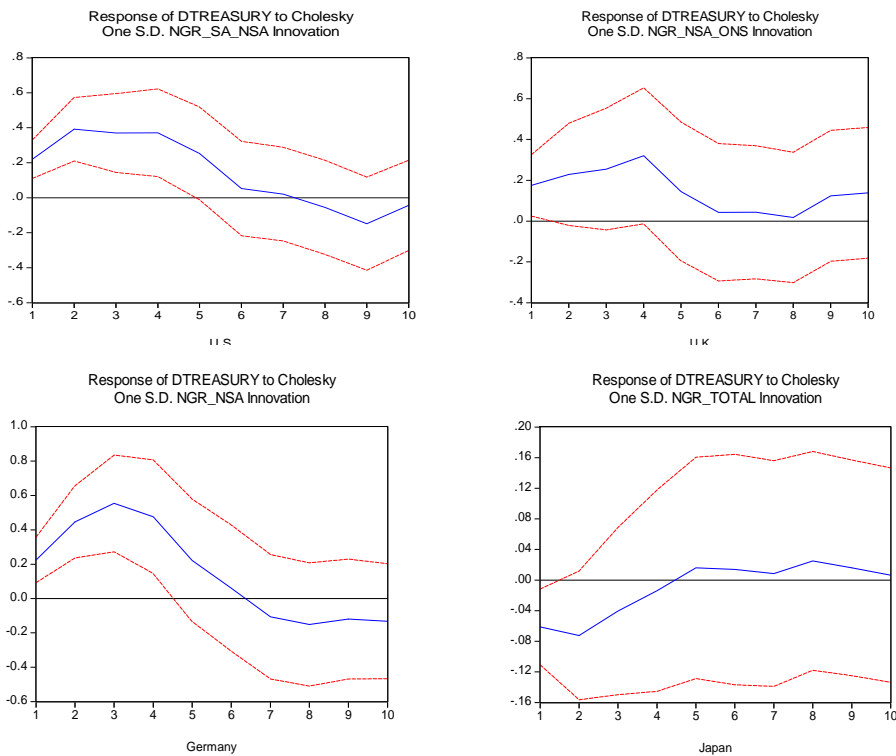 Response of DTREASURY to Cholesky
One S.D. NGR_SA_NSA Innovation
.8
.6
.4
.2
.0
-.2
-.4
-.6
1 2 3 4 5 6 7 8 9 10
U.S
Response of DTREASURY to Cholesky
One S.D. NGR_NSA_ONS Innovation
.8
.6
.4
.2
.0
-.2
-.4
1 2 3 4 5 6 7 8 9 10
U.K
Response of DTREASURY to Cholesky
One S.D. NGR_NSA Innovation
1.0
0.8
0.6
0.4
0.2
0.0
-0.2
-0.4
-0.6
1 2 3 4 5 6 7 8 9 10
Germany
Response of DTREASURY to Cholesky
One S.D. NGR_TOTAL Innovation
.20
.16
.12
.08
.04
.00
-.04
-.08
-.12
-.16
1 2 3 4 5 6 7 8 9 10
Japan